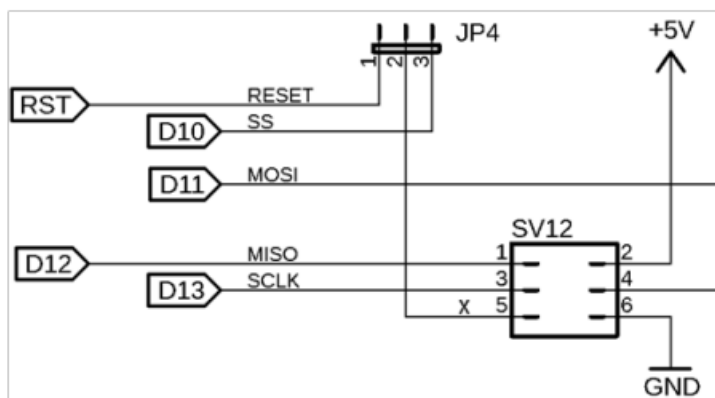 JP4
+5V
1 2 3
RST RESET
D10 SS
D11 MOSI
SV12
D12 MISO 1 2
D13 SCLK 3 4
X 5 6
GND